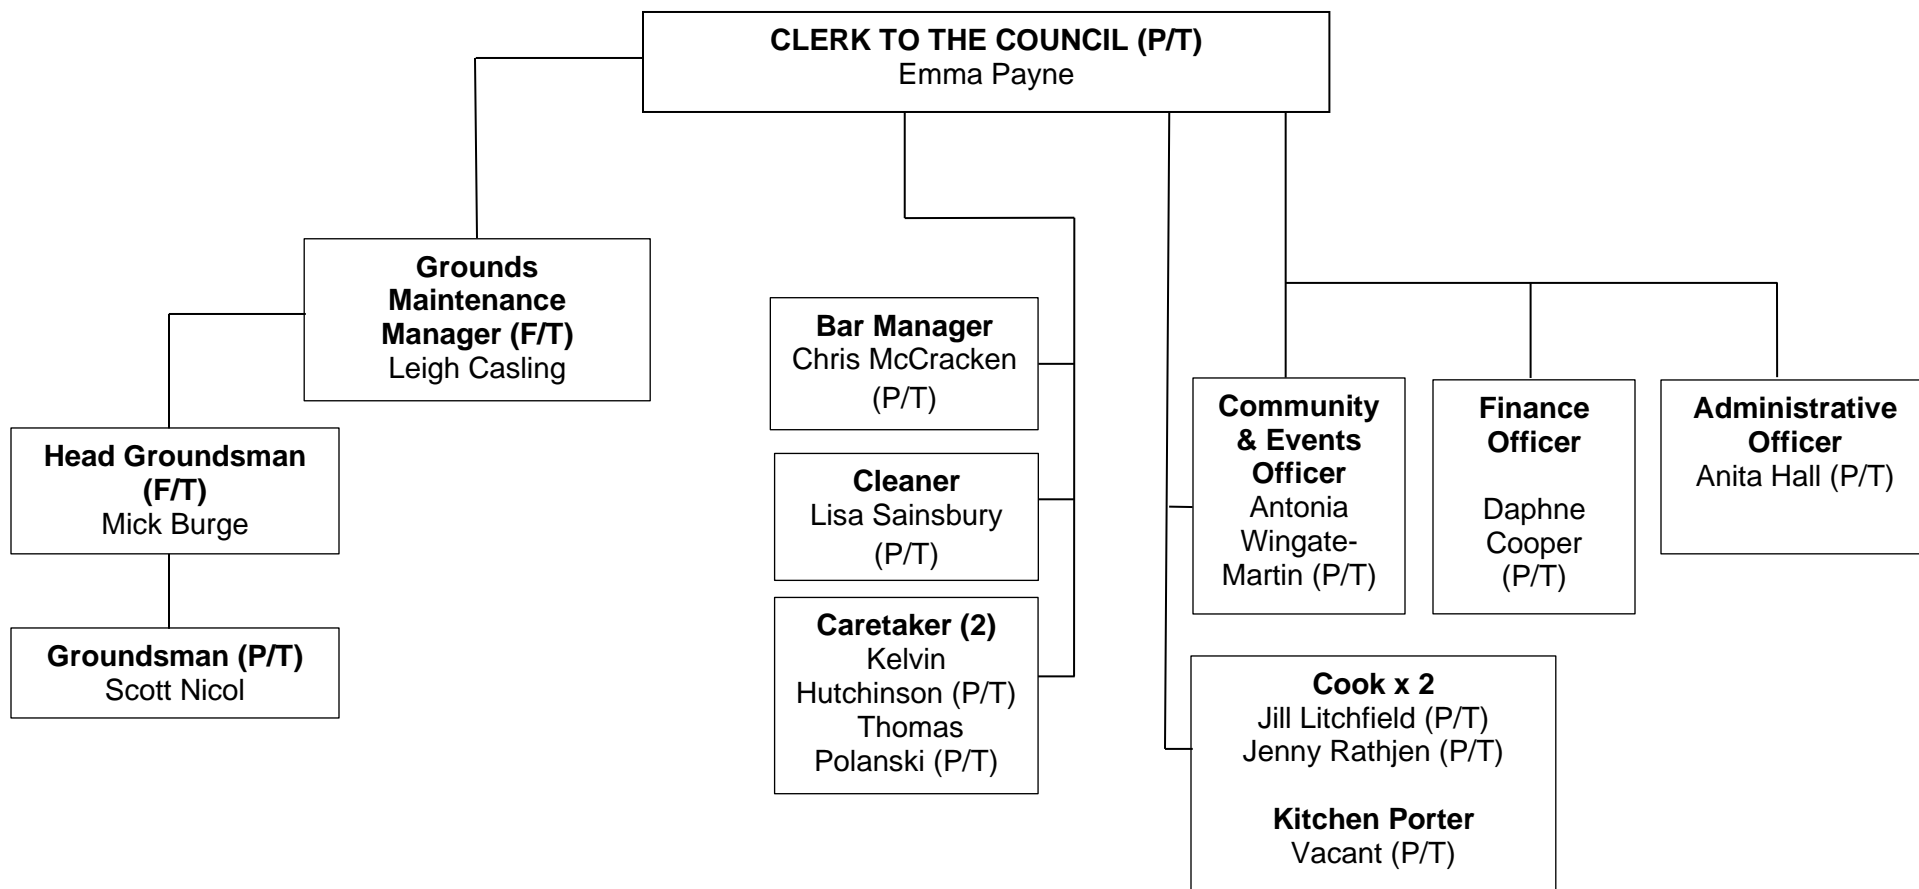 CLERK TO THE COUNCIL (P/T)
Emma Payne
Grounds
Maintenance
Manager (F/T)
Leigh Casling
Head Groundsman
(F/T)
Mick Burge
Groundsman (P/T)
Scott Nicol
Bar Manager
Chris McCracken
(P/T)
Cleaner
Lisa Sainsbury
(P/T)
Caretaker (2)
Kelvin
Hutchinson (P/T)
Thomas
Polanski (P/T)
Community
& Events
Officer
Antonia
Wingate-
Martin (P/T)
Finance
Officer
Daphne
Cooper
(P/T)
Administrative
Officer
Anita Hall (P/T)
Cook x 2
Jill Litchfield (P/T)
Jenny Rathjen (P/T)
Kitchen Porter
Vacant (P/T)